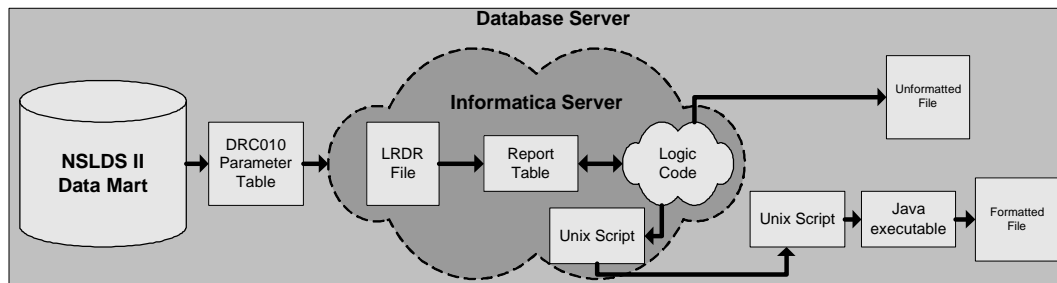 Database Server
NSLDS II
Data Mart
DRC010
Parameter
Table
Informatica Server
LRDR
File
Report
Table
Logic
Code
Unix Script
Unformatted
File
Unix Script
Java
executable
Formatted
File